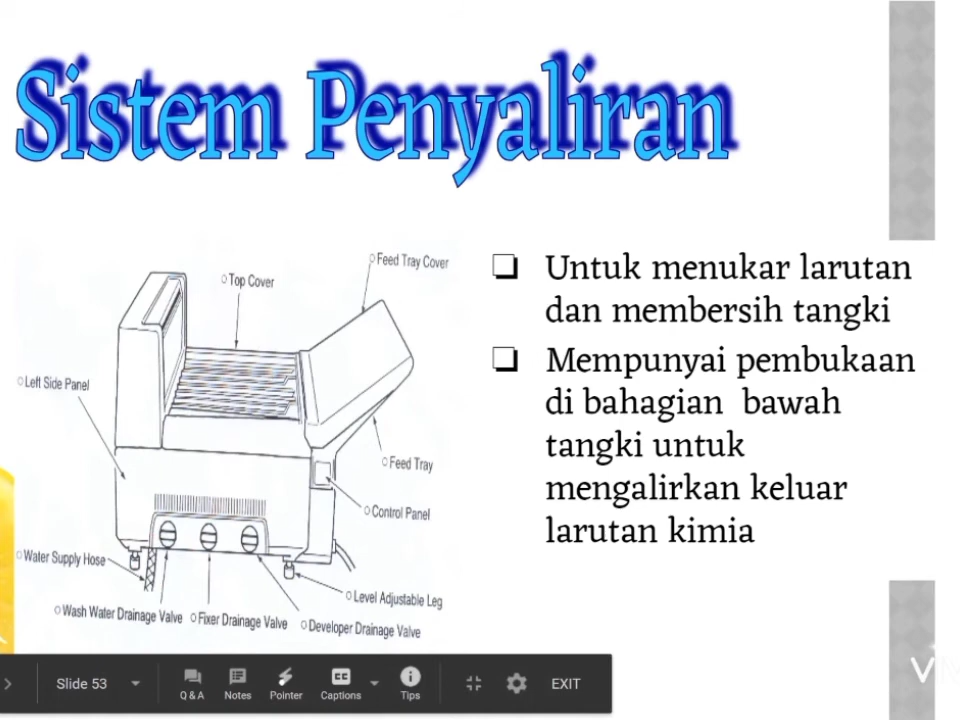 Sistem Penyaliran
Feed Tray Cover
Top Cover
Left Side Panel
Feed Tray
Control Panel
Water Supply Hose
Level Adjustable Leg
Wash Water Drainage Valve
Fixer Drainage Valve
Developer Drainage Valve
❏ Untuk menukar larutan
dan membersih tangki
❏ Mempunyai pembukaan
di bahagian bawah
tangki untuk
mengalirkan keluar
larutan kimia
Slide 53
Q & A
Notes
Pointer
Captions
Tips
EXIT